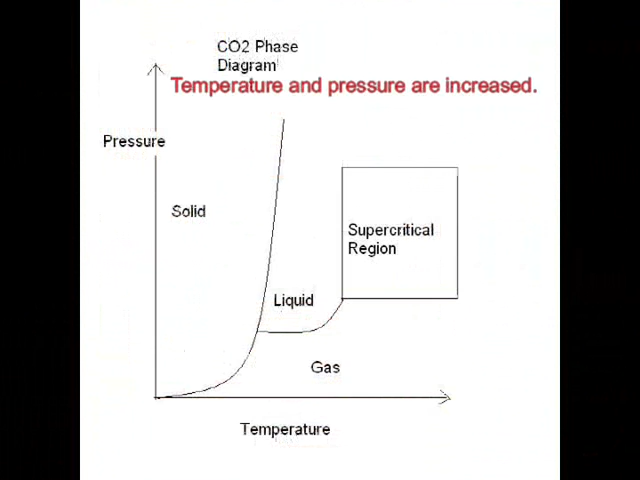 CO2 Phase
Diagram
Temperature and pressure are increased.
Pressure
Solid
Supercritical
Region
Liquid
Gas
Temperature